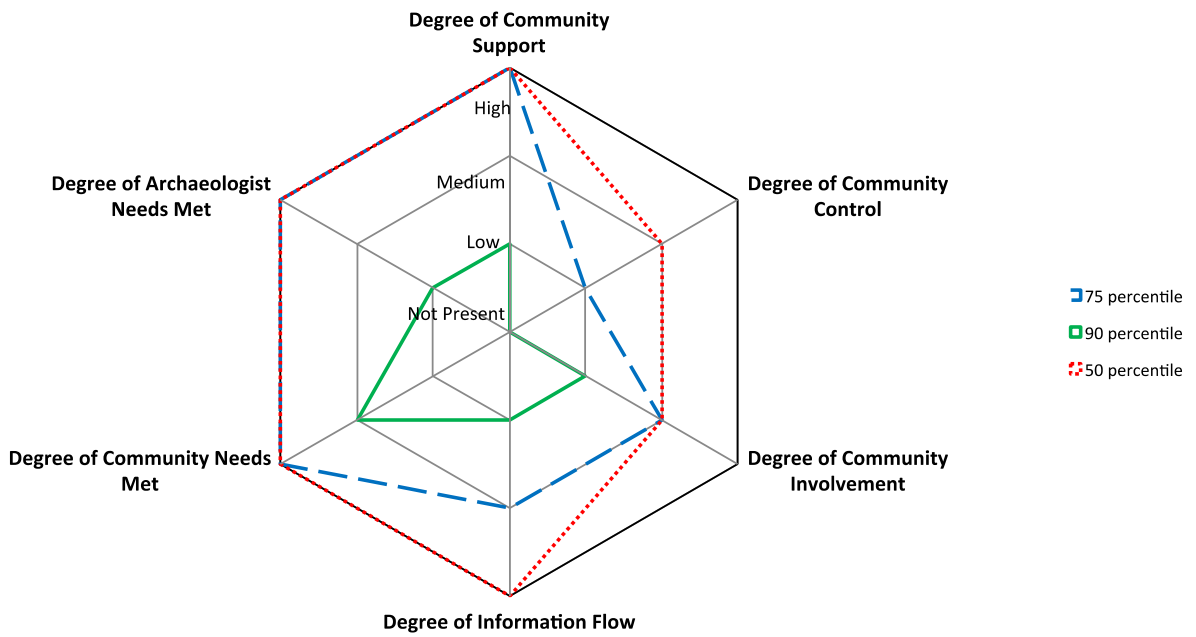 Degree of Community
Support
High
Medium
Low
Not Present
Degree of Archaeologist
Needs Met
Degree of Community
Control
Degree of Community Needs
Met
Degree of Community
Involvement
Degree of Information Flow
75 percentile
90 percentile
50 percentile